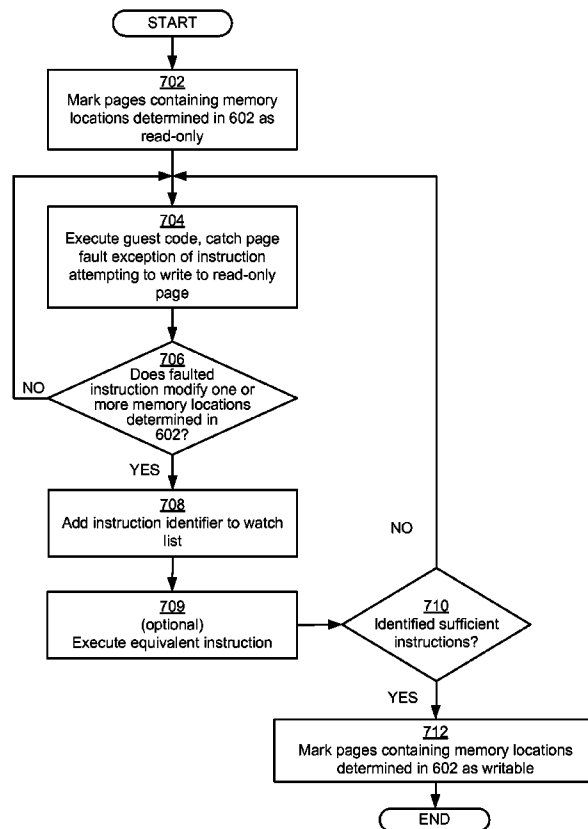 START
702
Mark pages containing memory
locations determined in 602 as
read-only
704
Execute guest code, catch page
fault exception of instruction
attempting to write to read-only
page
706
Does faulted
instruction modify one or
more memory locations
determined in
602?
NO
YES
708
Add instruction identifier to watch
list
NO
709
(optional)
Execute equivalent instruction
710
Identified sufficient
instructions?
YES
712
Mark pages containing memory locations
determined in 602 as writable
END